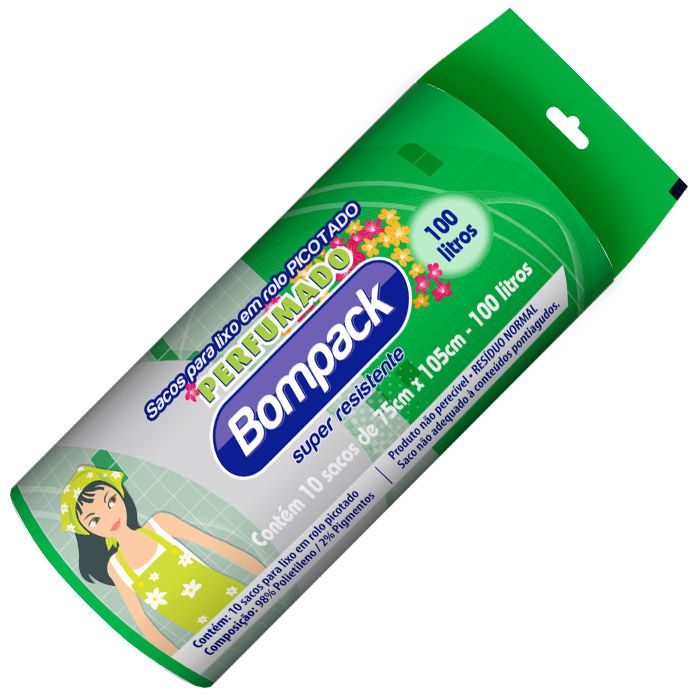 Sacos para lixo em rolo PICOTADO
PERFUMADO
Bompack
super resistente
100
litros
Contém 10 sacos de 75cm x 105cm - 100 litros
Contém: 10 sacos para lixo em rolo picotado
Composição: 98% Polietileno / 2% Pigmentos
Produto não perecível - RESÍDUO NORMAL
Saco não adequado à conteúdos pontiagudos.